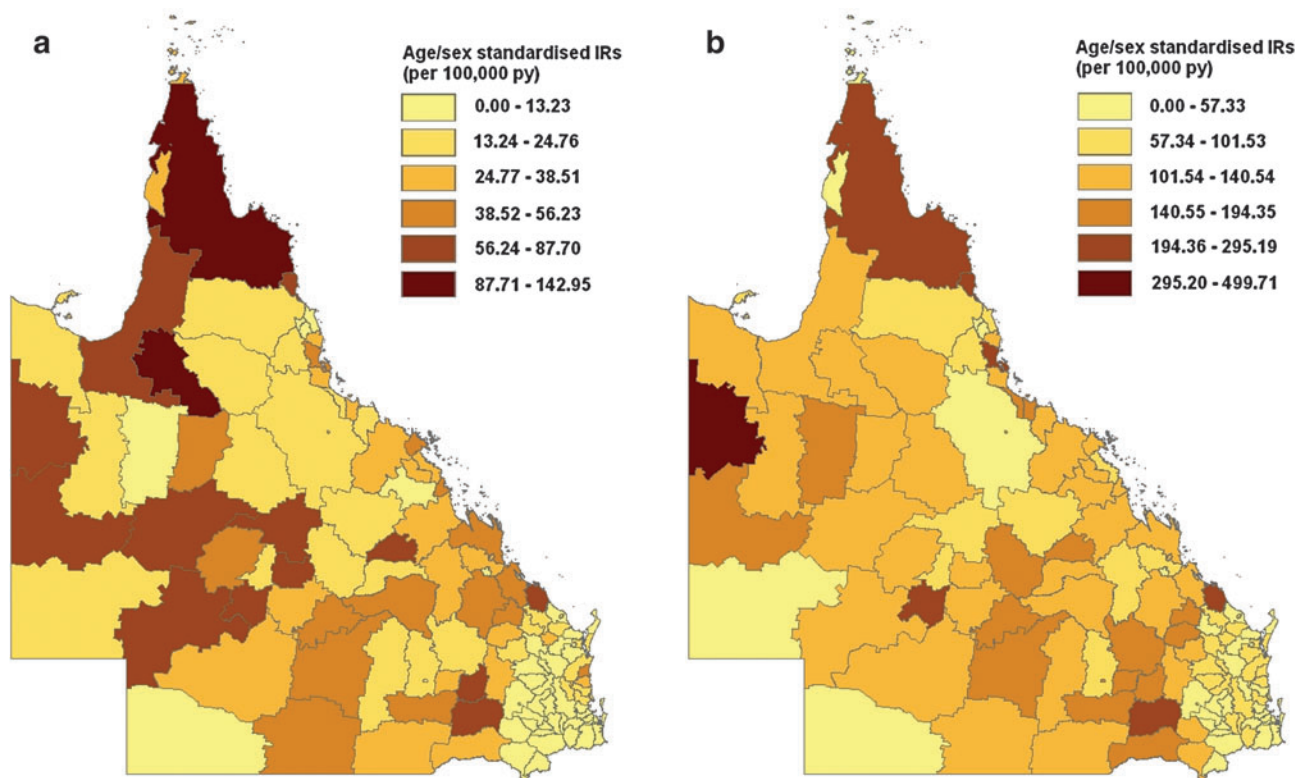 a
Age/sex standardised IRs
(per 100,000 py)
0.00 - 13.23
13.24 - 24.76
24.77 - 38.51
38.52 - 56.23
56.24 - 87.70
87.71 - 142.95
b
Age/sex standardised IRs
(per 100,000 py)
0.00 - 57.33
57.34 - 101.53
101.54 - 140.54
140.55 - 194.35
194.36 - 295.19
295.20 - 499.71